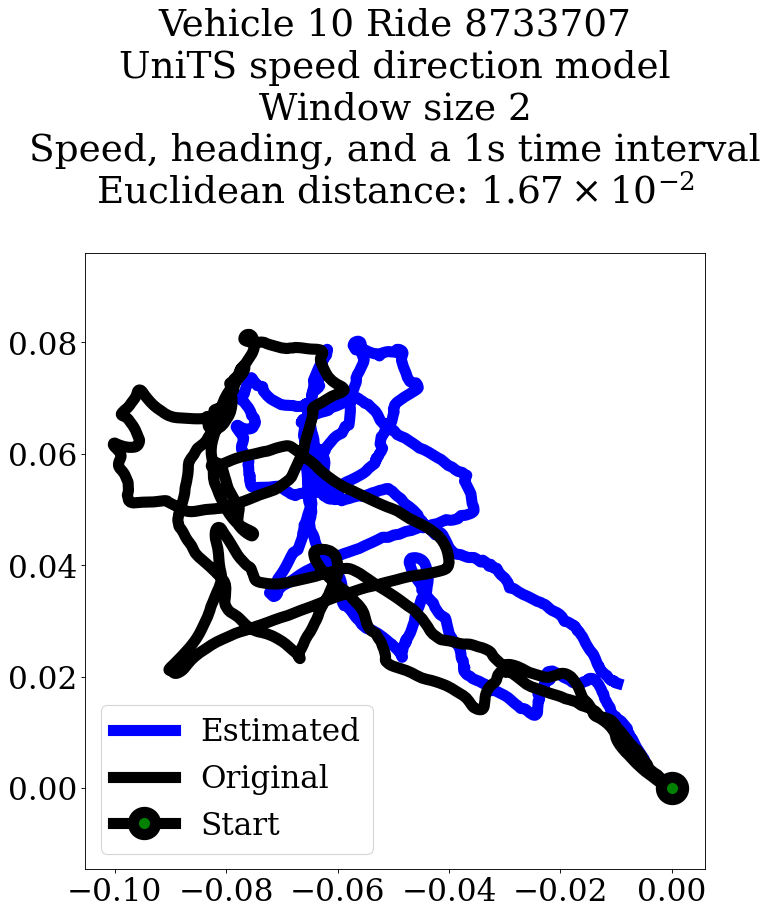 Vehicle 10 Ride 8733707
UniTS speed direction model
Window size 2
Speed, heading, and a 1s time interval
Euclidean distance: 1.67 × 10⁻²
0.08
0.06
0.04
0.02
0.00
Estimated
Original
Start
−0.10 −0.08 −0.06 −0.04 −0.02 0.00